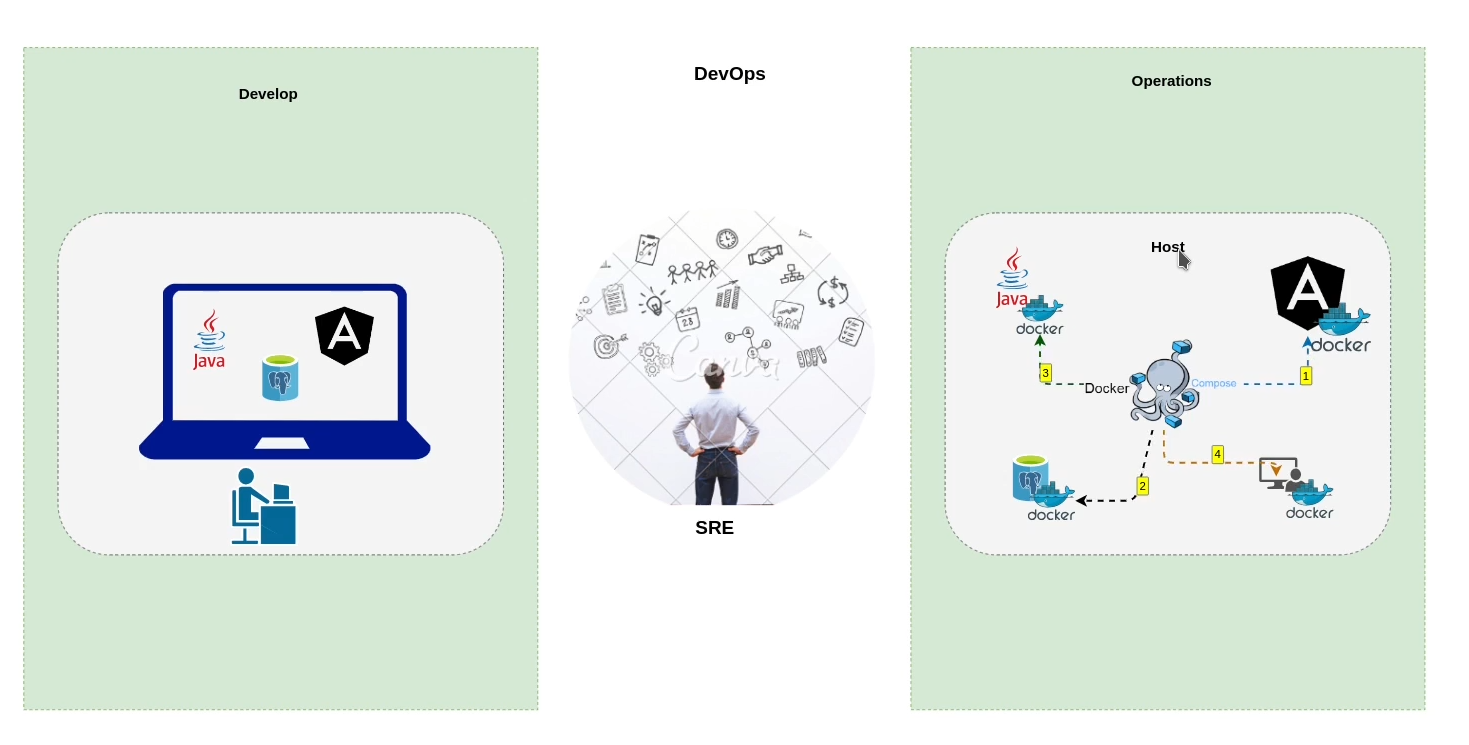 Develop
DevOps
Operations
Host
Java
Java
docker
docker
3
1
Docker
Compose
Canva
4
2
docker
docker
SRE